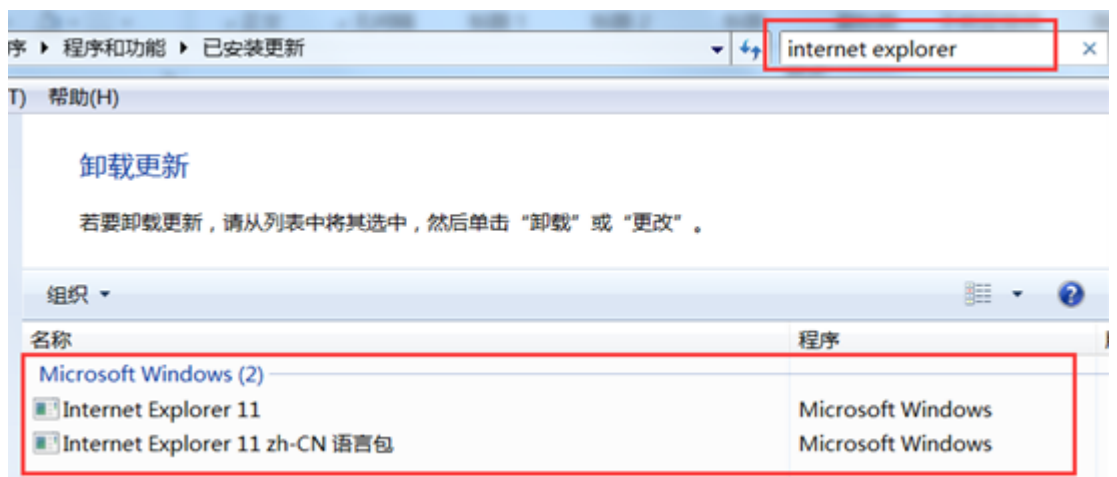 序 ▶ 程序和功能 ▶ 已安装更新 internet explorer
T) 帮助(H)
卸载更新
若要卸载更新，请从列表中将其选中，然后单击“卸载”或“更改”。
组织
名称 程序
Microsoft Windows (2)
Internet Explorer 11 Microsoft Windows
Internet Explorer 11 zh-CN 语言包 Microsoft Windows